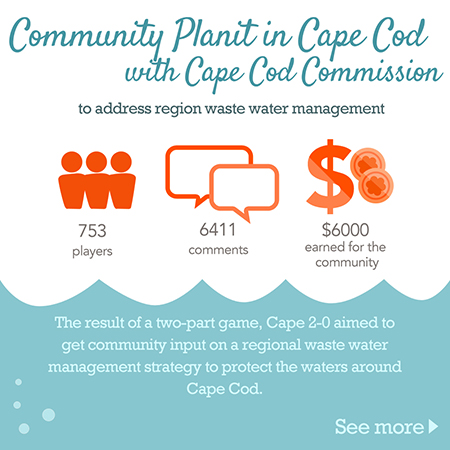 Community Planit in Cape Cod
with Cape Cod Commission
to address region waste water management
753
players
6411
comments
$6000
earned for the
community
The result of a two-part game, Cape 2-0 aimed to
get community input on a regional waste water
management strategy to protect the waters around
Cape Cod.
See more